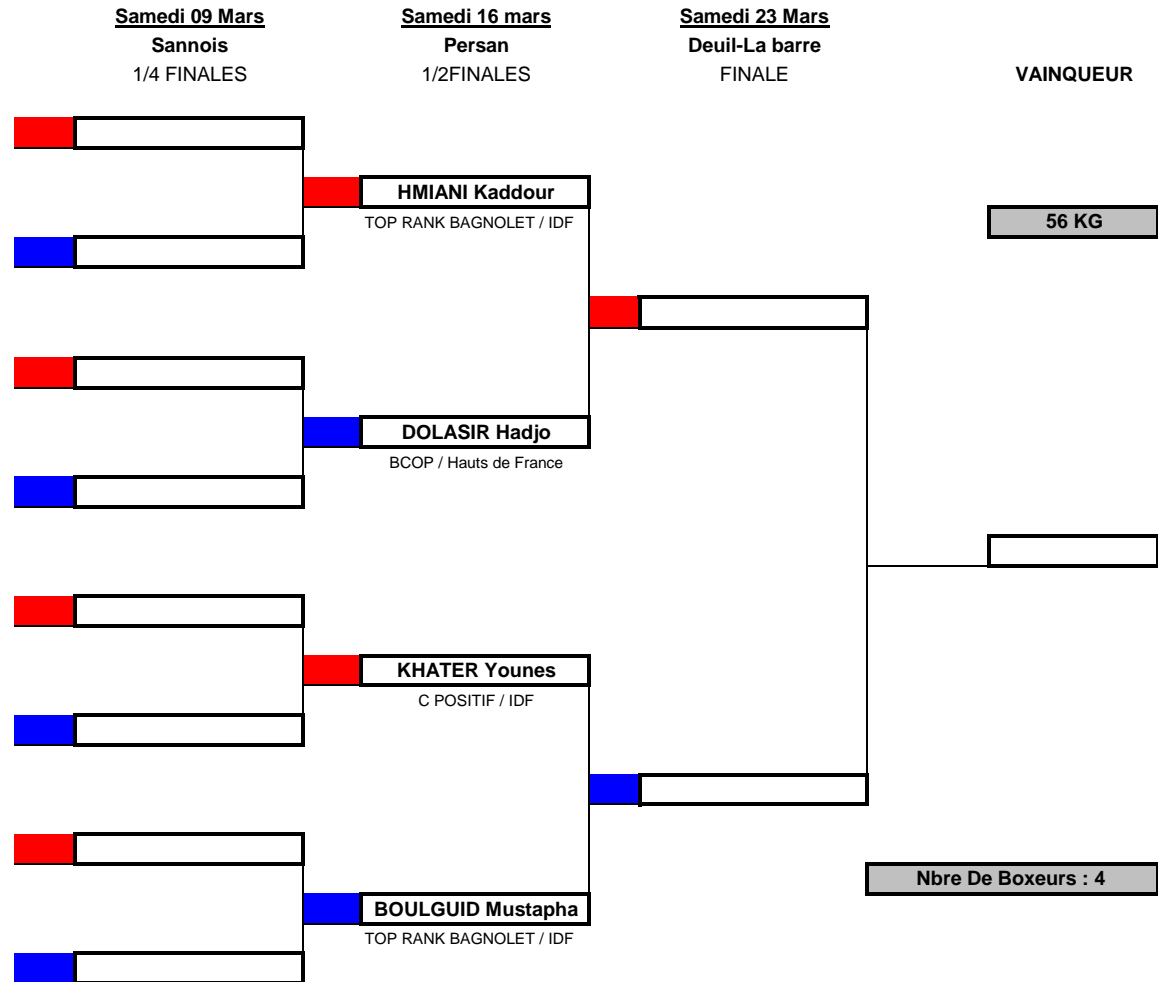 Samedi 09 Mars
Samedi 16 mars
Samedi 23 Mars
Sannois
Persan
Deuil-La barre
1/4 FINALES
1/2FINALES
FINALE
VAINQUEUR
HMIANI Kaddour
TOP RANK BAGNOLET / IDF
56 KG
DOLASIR Hadjo
BCOP / Hauts de France
KHATER Younes
C POSITIF / IDF
Nbre De Boxeurs : 4
BOULGUID Mustapha
TOP RANK BAGNOLET / IDF